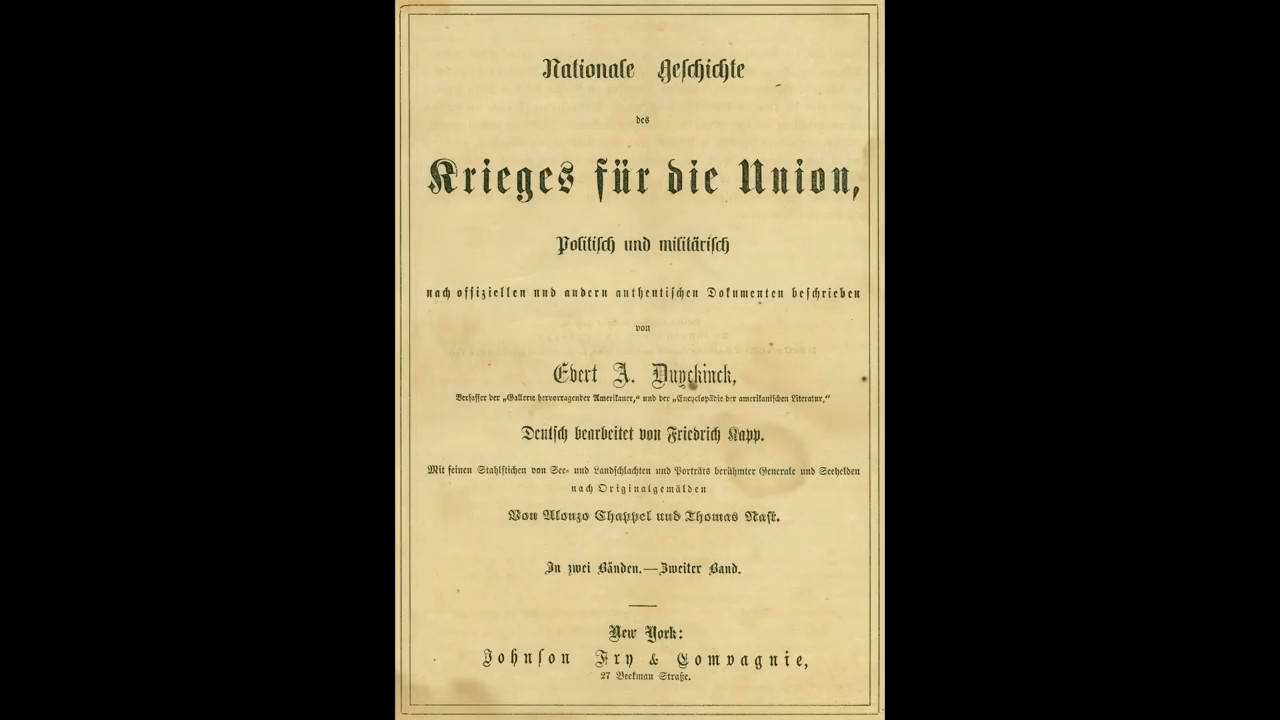 Nationale Geschichte
des
Krieges für die Union,
Politisch und militärisch
nach offiziellen und andern authentischen Dokumenten beschrieben
von
Evert A. Duyckinck,
Verfasser der „Gallerie hervorragender Amerikaner,“ und der „Encyclopädie der amerikanischen Literatur,“
Deutsch bearbeitet von Friedrich Kapp.
Mit feinen Stahlstichen von See- und Landschlachten und Porträts berühmter Generale und Seehelden
nach Originalgemälden
Von Alonzo Chappel und Thomas Nast.
In zwei Bänden.—Zweiter Band.
New York:
Johnson Fry & Compagnie,
27 Beekman Straße.